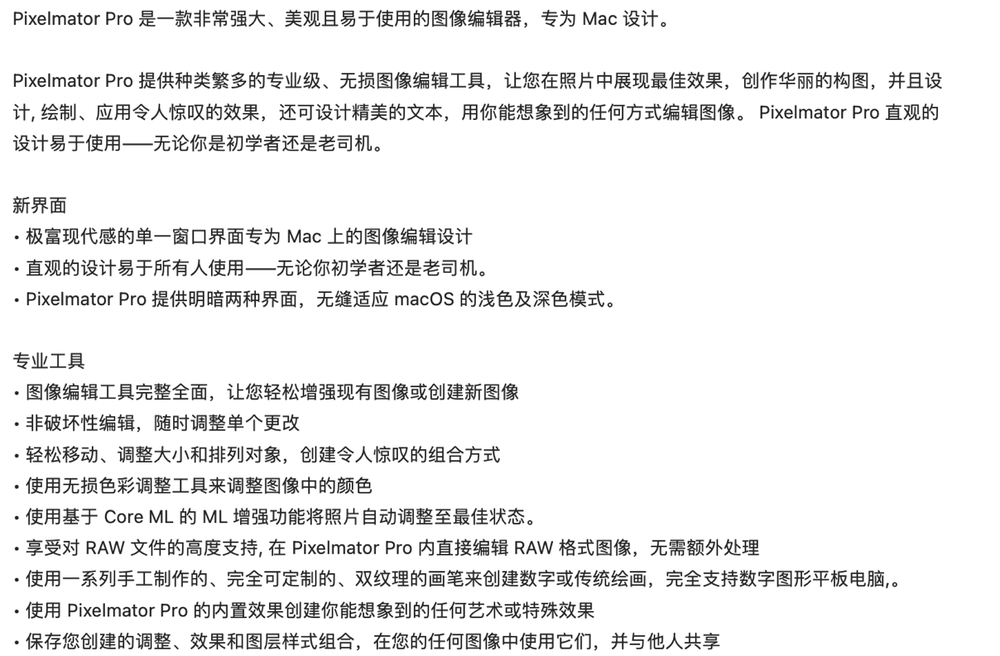 Pixelmator Pro 是一款非常强大、美观且易于使用的图像编辑器，专为 Mac 设计。
Pixelmator Pro 提供种类繁多的专业级、无损图像编辑工具，让您在照片中展现最佳效果，创作华丽的构图，并且设
计, 绘制、应用令人惊叹的效果，还可设计精美的文本，用你能想象到的任何方式编辑图像。 Pixelmator Pro 直观的
设计易于使用——无论你是初学者还是老司机。
新界面
• 极富现代感的单一窗口界面专为 Mac 上的图像编辑设计
• 直观的设计易于所有人使用——无论你初学者还是老司机。
• Pixelmator Pro 提供明暗两种界面，无缝适应 macOS 的浅色及深色模式。
专业工具
• 图像编辑工具完整全面，让您轻松增强现有图像或创建新图像
• 非破坏性编辑，随时调整单个更改
• 轻松移动、调整大小和排列对象，创建令人惊叹的组合方式
• 使用无损色彩调整工具来调整图像中的颜色
• 使用基于 Core ML 的 ML 增强功能将照片自动调整至最佳状态。
• 享受对 RAW 文件的高度支持, 在 Pixelmator Pro 内直接编辑 RAW 格式图像，无需额外处理
• 使用一系列手工制作的、完全可定制的、双纹理的画笔来创建数字或传统绘画，完全支持数字图形平板电脑,。
• 使用 Pixelmator Pro 的内置效果创建你能想象到的任何艺术或特殊效果
• 保存您创建的调整、效果和图层样式组合，在您的任何图像中使用它们，并与他人共享